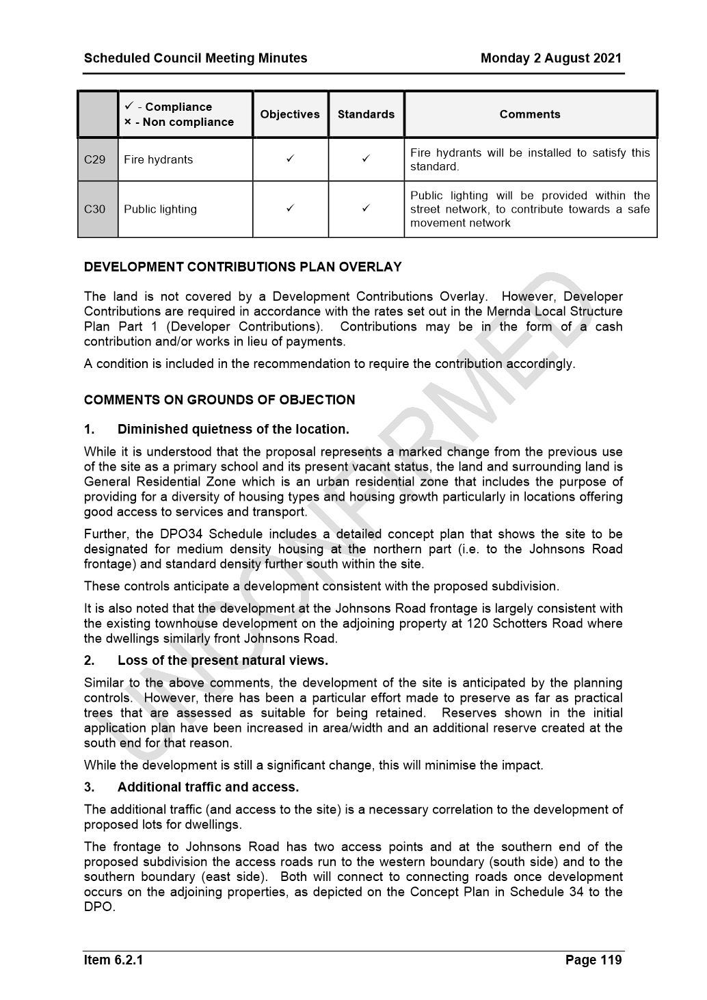 Scheduled Council Meeting Minutes Monday 2 August 2021
✓ - Compliance
× - Non compliance
Objectives Standards Comments
C29 Fire hydrants ✓ ✓ Fire hydrants will be installed to satisfy this
standard.
C30 Public lighting ✓ ✓ Public lighting will be provided within the
street network, to contribute towards a safe
movement network
DEVELOPMENT CONTRIBUTIONS PLAN OVERLAY
The land is not covered by a Development Contributions Overlay. However, Developer
Contributions are required in accordance with the rates set out in the Mernda Local Structure
Plan Part 1 (Developer Contributions). Contributions may be in the form of a cash
contribution and/or works in lieu of payments.
A condition is included in the recommendation to require the contribution accordingly.
COMMENTS ON GROUNDS OF OBJECTION
1. Diminished quietness of the location.
While it is understood that the proposal represents a marked change from the previous use
of the site as a primary school and its present vacant status, the land and surrounding land is
General Residential Zone which is an urban residential zone that includes the purpose of
providing for a diversity of housing types and housing growth particularly in locations offering
good access to services and transport.
Further, the DPO34 Schedule includes a detailed concept plan that shows the site to be
designated for medium density housing at the northern part (i.e. to the Johnsons Road
frontage) and standard density further south within the site.
These controls anticipate a development consistent with the proposed subdivision.
It is also noted that the development at the Johnsons Road frontage is largely consistent with
the existing townhouse development on the adjoining property at 120 Schotters Road where
the dwellings similarly front Johnsons Road.
2. Loss of the present natural views.
Similar to the above comments, the development of the site is anticipated by the planning
controls. However, there has been a particular effort made to preserve as far as practical
trees that are assessed as suitable for being retained. Reserves shown in the initial
application plan have been increased in area/width and an additional reserve created at the
south end for that reason.
While the development is still a significant change, this will minimise the impact.
3. Additional traffic and access.
The additional traffic (and access to the site) is a necessary correlation to the development of
proposed lots for dwellings.
The frontage to Johnsons Road has two access points and at the southern end of the
proposed subdivision the access roads run to the western boundary (south side) and to the
southern boundary (east side). Both will connect to connecting roads once development
occurs on the adjoining properties, as depicted on the Concept Plan in Schedule 34 to the
DPO.
UNCONFIRMED
Item 6.2.1 Page 119